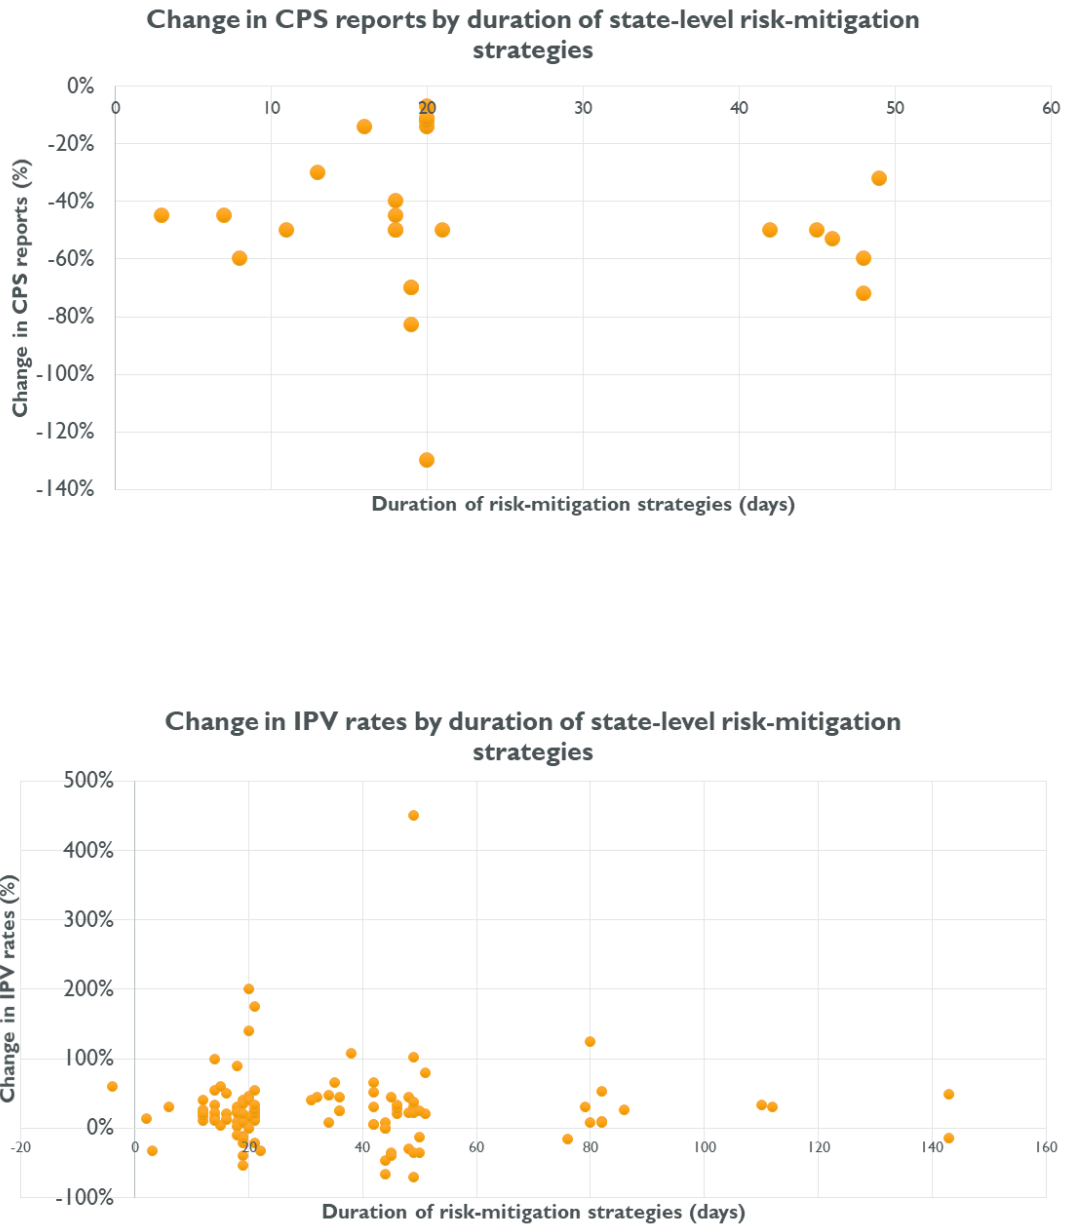 Change in CPS reports by duration of state-level risk-mitigation
strategies
0%
0 10 20 30 40 50 60
-20%
-40%
-60%
-80%
-100%
-120%
-140%
Change in CPS reports (%)
Duration of risk-mitigation strategies (days)
Change in IPV rates by duration of state-level risk-mitigation
strategies
500%
400%
300%
200%
100%
0%
-20 0 20 40 60 80 100 120 140 160
-100%
Change in IPV rates (%)
Duration of risk-mitigation strategies (days)